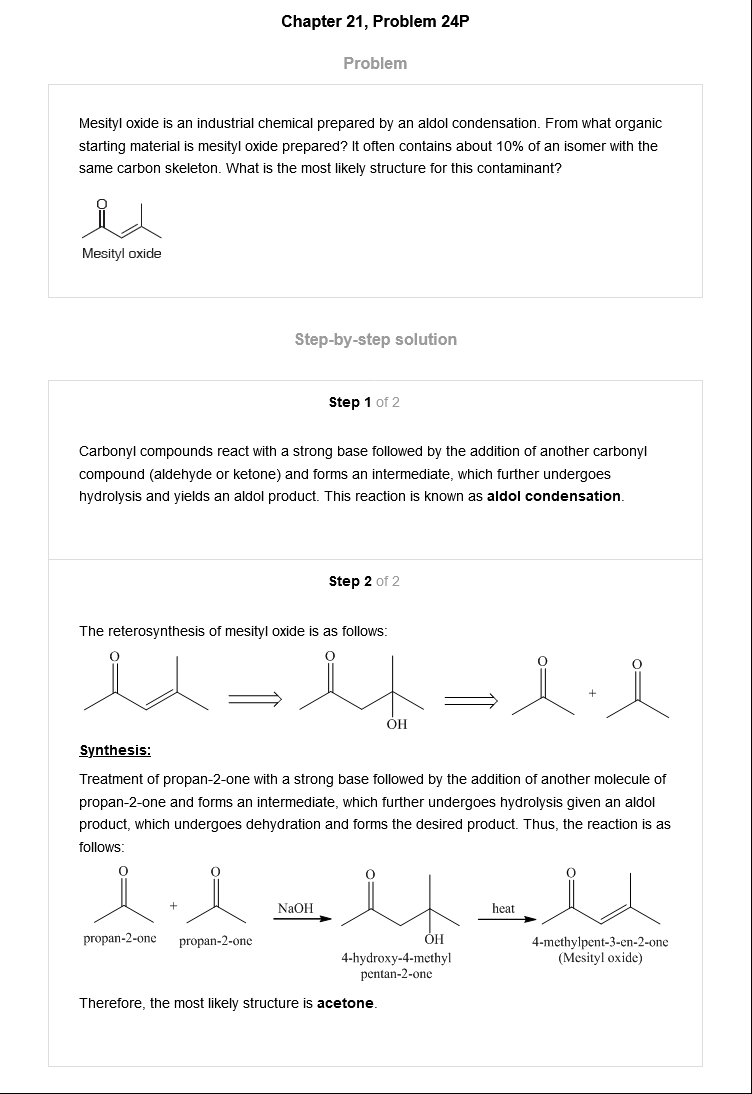 Chapter 21, Problem 24P
Problem
Mesityl oxide is an industrial chemical prepared by an aldol condensation. From what organic
starting material is mesityl oxide prepared? It often contains about 10% of an isomer with the
same carbon skeleton. What is the most likely structure for this contaminant?
O
Mesityl oxide
Step-by-step solution
Step 1 of 2
Carbonyl compounds react with a strong base followed by the addition of another carbonyl
compound (aldehyde or ketone) and forms an intermediate, which further undergoes
hydrolysis and yields an aldol product. This reaction is known as aldol condensation.
Step 2 of 2
The reterosynthesis of mesityl oxide is as follows:
O O O O
+
OH
Synthesis:
Treatment of propan-2-one with a strong base followed by the addition of another molecule of
propan-2-one and forms an intermediate, which further undergoes hydrolysis given an aldol
product, which undergoes dehydration and forms the desired product. Thus, the reaction is as
follows:
O O O O
+ NaOH heat
OH
propan-2-one propan-2-one 4-methylpent-3-en-2-one
4-hydroxy-4-methyl (Mesityl oxide)
pentan-2-one
Therefore, the most likely structure is acetone.